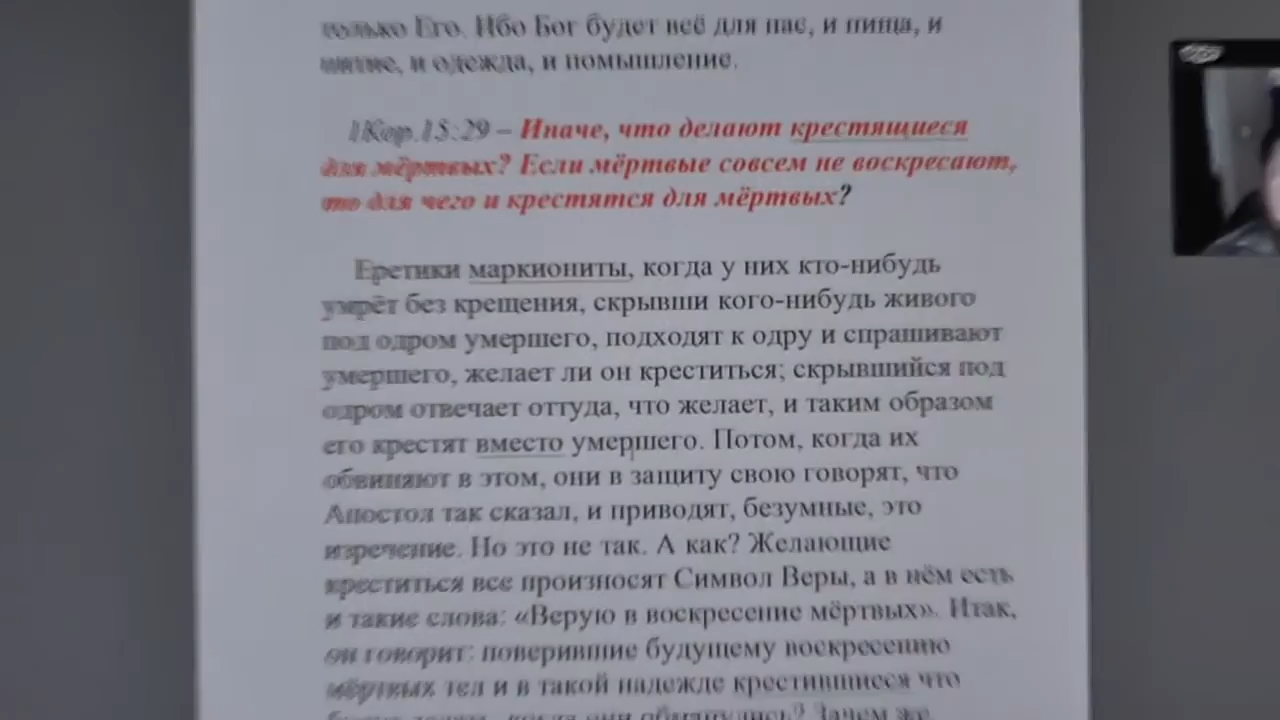 только Его. Ибо Бог будет всё для нас, и пища, и
питие, и одежда, и помышление.
1Кор.15:29 – Иначе, что делают крестящиеся
для мёртвых? Если мёртвые совсем не воскресают,
то для чего и крестятся для мёртвых?
Еретики маркиониты, когда у них кто-нибудь
умрёт без крещения, скрывши кого-нибудь живого
под одром умершего, подходят к одру и спрашивают
умершего, желает ли он креститься; скрывшийся под
одром отвечает оттуда, что желает, и таким образом
его крестят вместо умершего. Потом, когда их
обвиняют в этом, они в защиту свою говорят, что
Апостол так сказал, и приводят, безумные, это
изречение. Но это не так. А как? Желающие
креститься все произносят Символ Веры, а в нём есть
и такие слова: «Верую в воскресение мёртвых». Итак,
он говорит: поверившие будущему воскресению
мёртвых тел и в такой надежде крестившиеся что
когда они обманулись? Зачем же